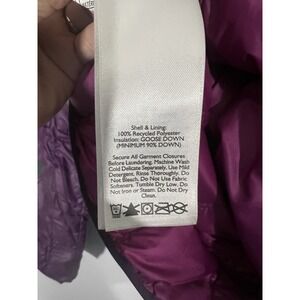 Shell & Lining:
100% Recycled Polyester
Insulation: GOOSE DOWN
(MINIMUM 90% DOWN)
Secure All Garment Closures
Before Laundering. Machine Wash
Cold Delicate Separately. Use Mild
Detergent, Rinse Thoroughly. Do
Not Bleach. Do Not Use Fabric
Softeners. Tumble Dry Low. Do
Not Iron or Steam. Do Not Dry
Clean.